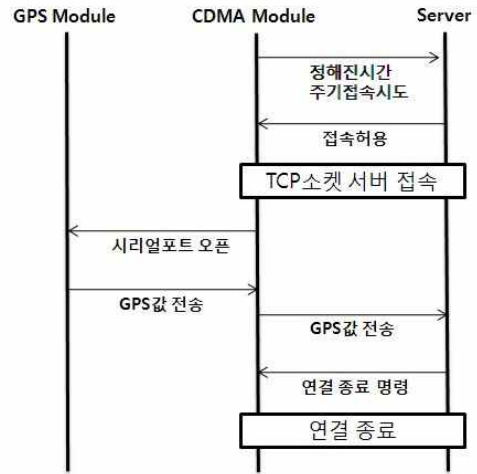 GPS Module CDMA Module Server
정해진시간
주기접속시도
접속허용
TCP소켓 서버 접속
시리얼포트 오픈
GPS값 전송
GPS값 전송
연결 종료 명령
연결 종료